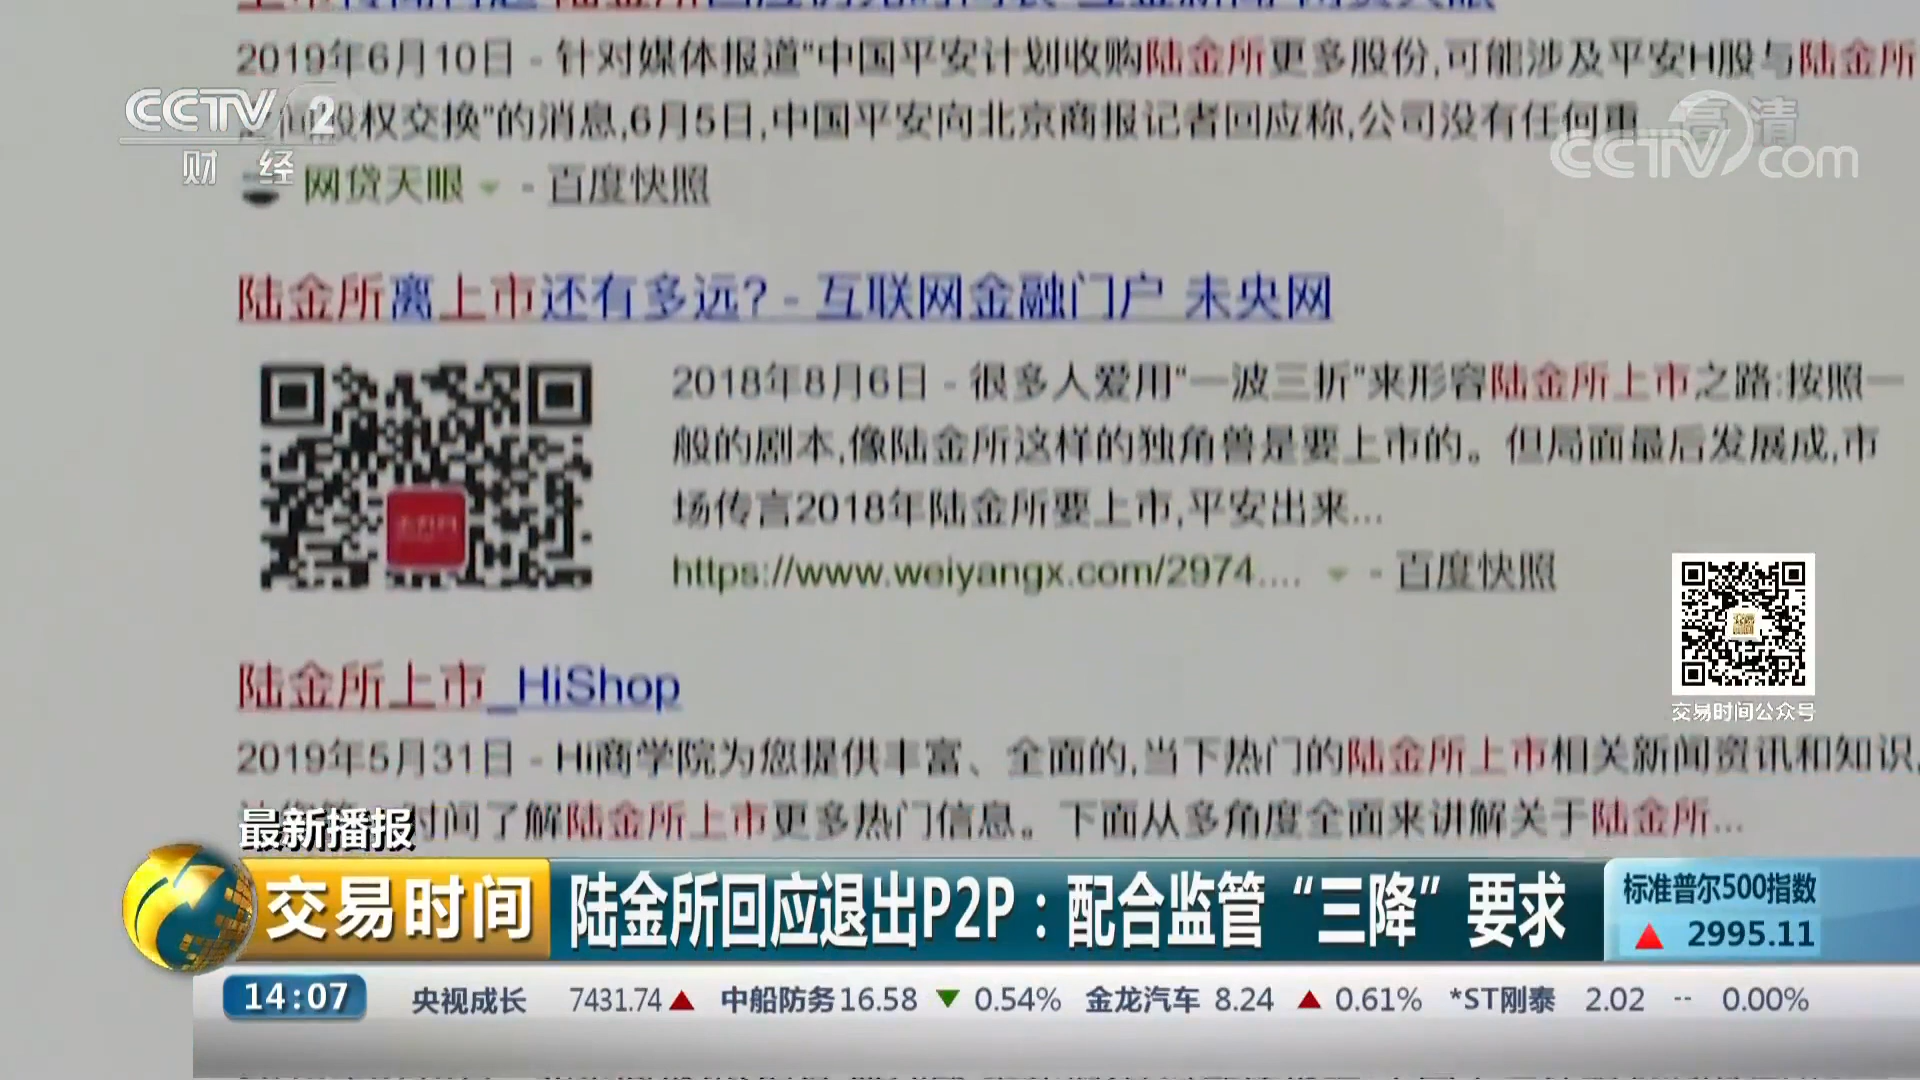 2019年6月10日 - 针对媒体报道“中国平安计划收购陆金所更多股份,可能涉及平安H股与陆金所
股权交换”的消息,6月5日,中国平安向北京商报记者回应称,公司没有任何重
CCTV 2
财 经
高清
CCTV com
网贷天眼 - 百度快照
陆金所离上市还有多远? - 互联网金融门户 未央网
2018年8月6日 - 很多人爱用“一波三折”来形容陆金所上市之路:按照一
般的剧本,像陆金所这样的独角兽是要上市的。但局面最后发展成,市
场传言2018年陆金所要上市,平安出来...
https://www.weiyangx.com/2974.... - 百度快照
陆金所上市_HiShop
交易时间公众号
2019年5月31日 - Hi商学院为您提供丰富、全面的,当下热门的陆金所上市相关新闻资讯和知识,
时间了解陆金所上市更多热门信息。下面从多角度全面来讲解关于陆金所...
最新播报
交易时间
陆金所回应退出P2P：配合监管“三降”要求
标准普尔500指数
▲ 2995.11
14:07 央视成长 7431.74▲ 中船防务16.58 ▼ 0.54% 金龙汽车 8.24 ▲ 0.61% *ST刚泰 2.02 -- 0.00%